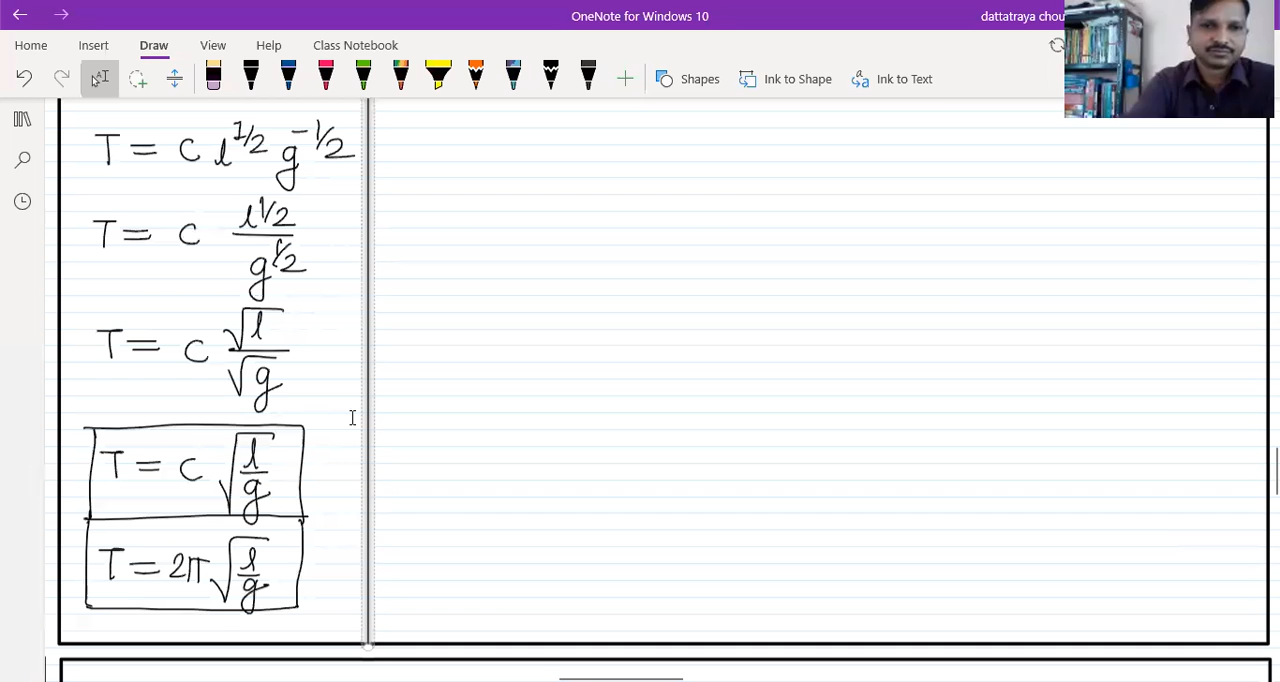 OneNote for Windows 10
dattatraya chou
Home Insert Draw View Help Class Notebook
Shapes Ink to Shape Ink to Text
T = c l^1/2 g^-1/2
T = c l^1/2 / g^1/2
T = c √l / √g
T = c √(l/g)
T = 2π √(l/g)